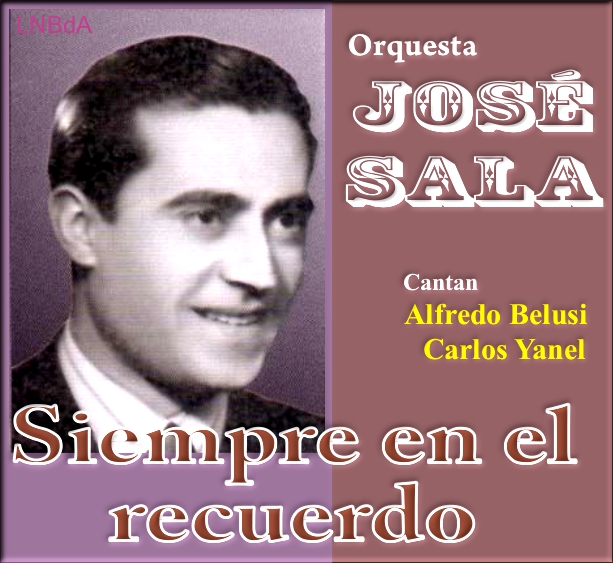 LNBdA
Orquesta
JOSÉ
SALA
Cantan
Alfredo Belusi
Carlos Yanel
Siempre en el
recuerdo